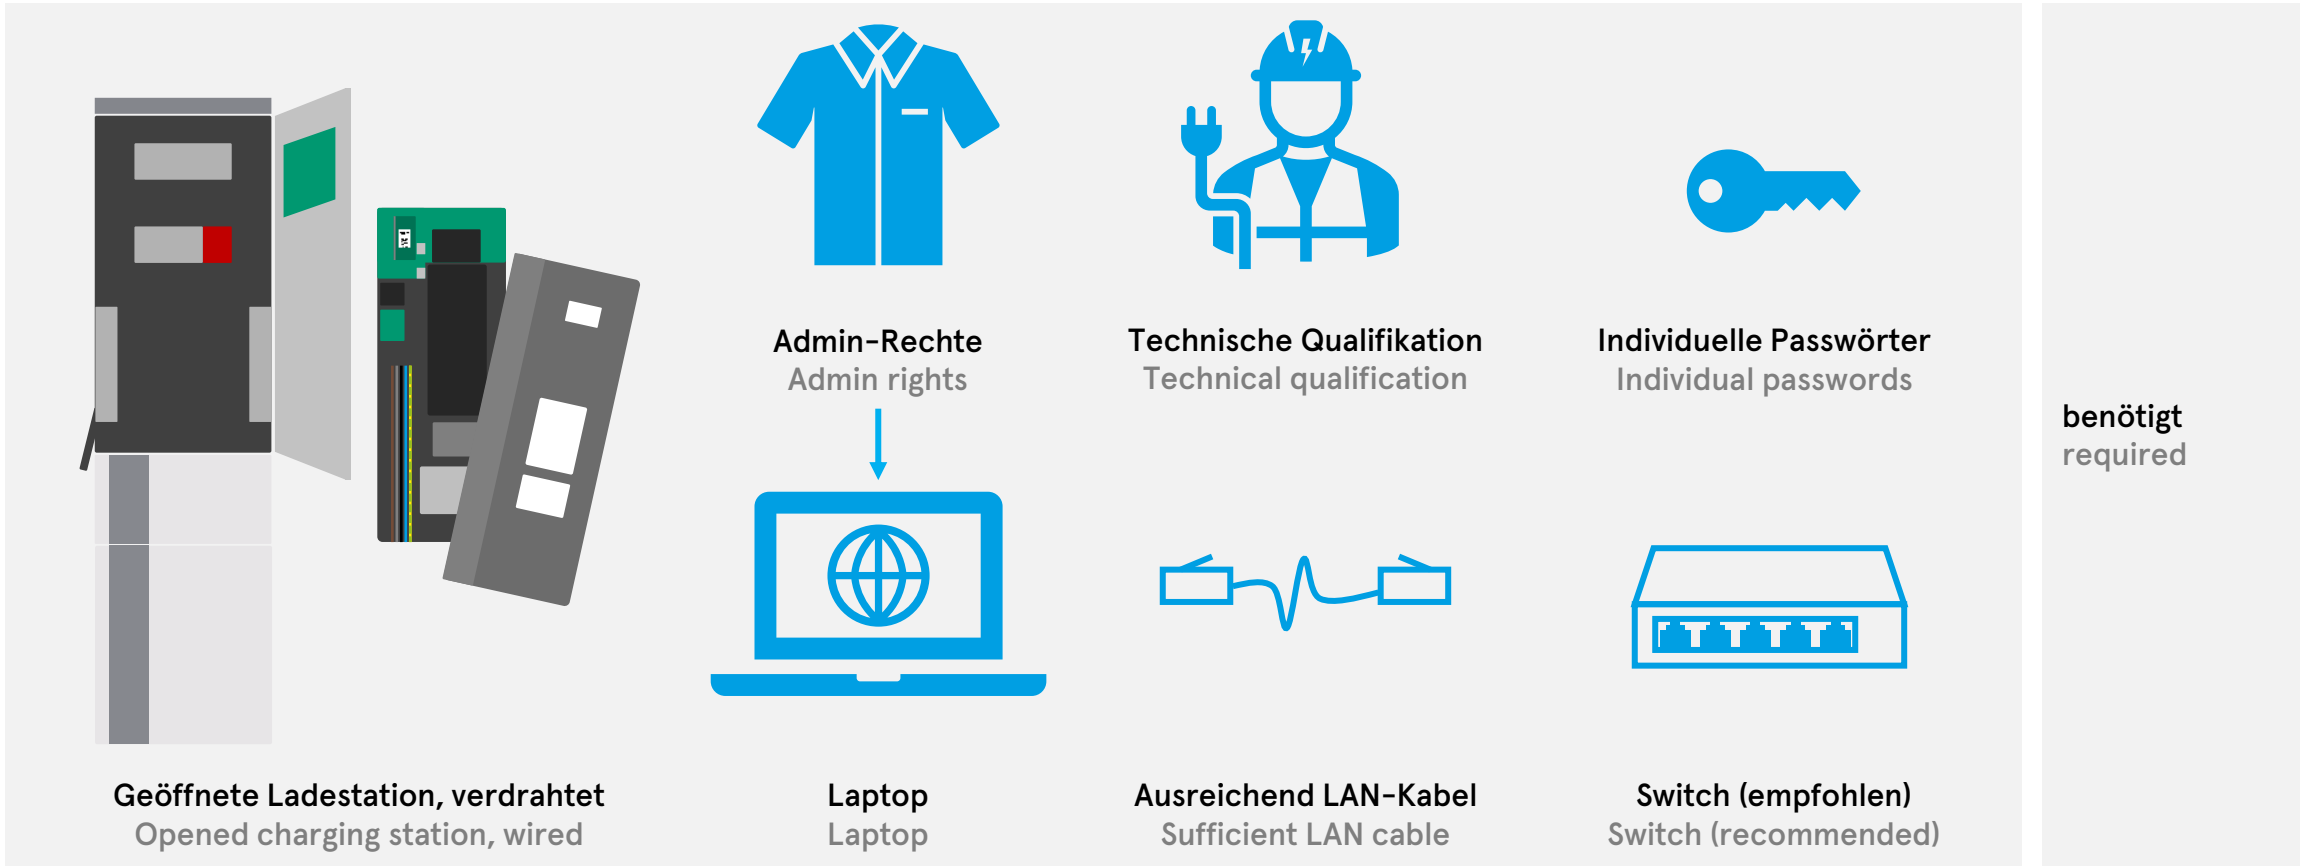 Admin-Rechte
Admin rights
Technische Qualifikation
Technical qualification
Individuelle Passwörter
Individual passwords
benötigt
required
Geöffnete Ladestation, verdrahtet
Opened charging station, wired
Laptop
Laptop
Ausreichend LAN-Kabel
Sufficient LAN cable
Switch (empfohlen)
Switch (recommended)